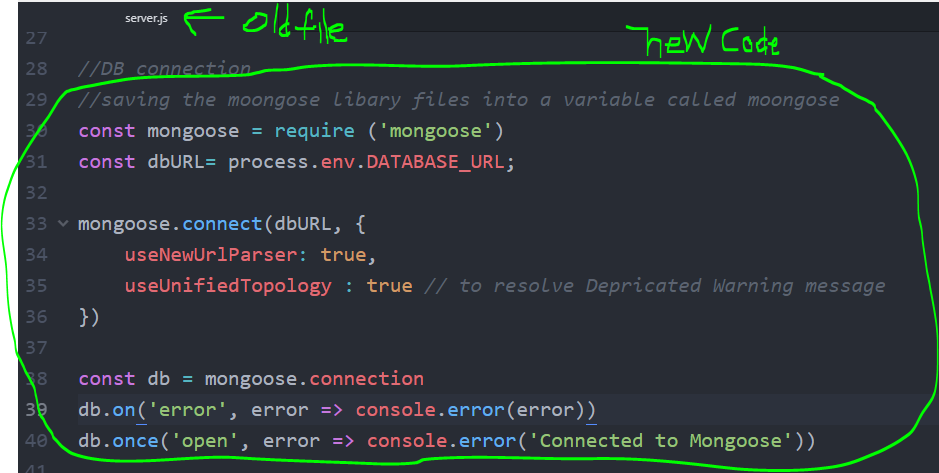 server.js ← old file
27
new Code
28 //DB connection
29 //saving the moongose libary files into a variable called moongose
30 const mongoose = require ('mongoose')
31 const dbURL= process.env.DATABASE_URL;
32
33 mongoose.connect(dbURL, {
34 useNewUrlParser: true,
35 useUnifiedTopology : true // to resolve Depricated Warning message
36 })
37
38 const db = mongoose.connection
39 db.on('error', error => console.error(error))
40 db.once('open', error => console.error('Connected to Mongoose'))
41